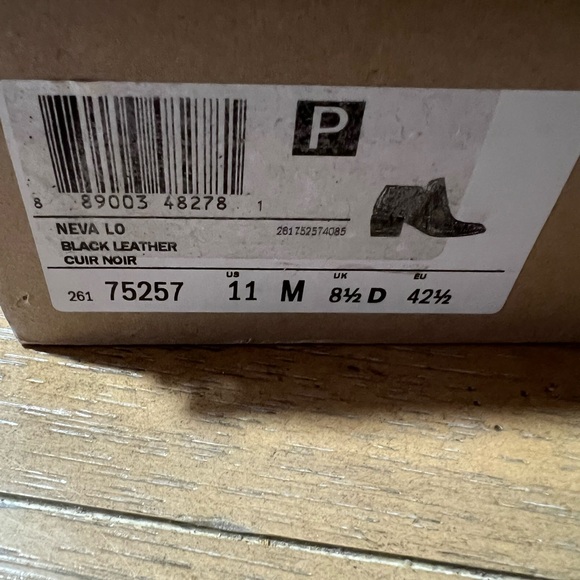 P
8 89003 48278 1
NEVA LO
261752574085
BLACK LEATHER
CUIR NOIR
US UK EU
261 75257 11 M 8½ D 42½